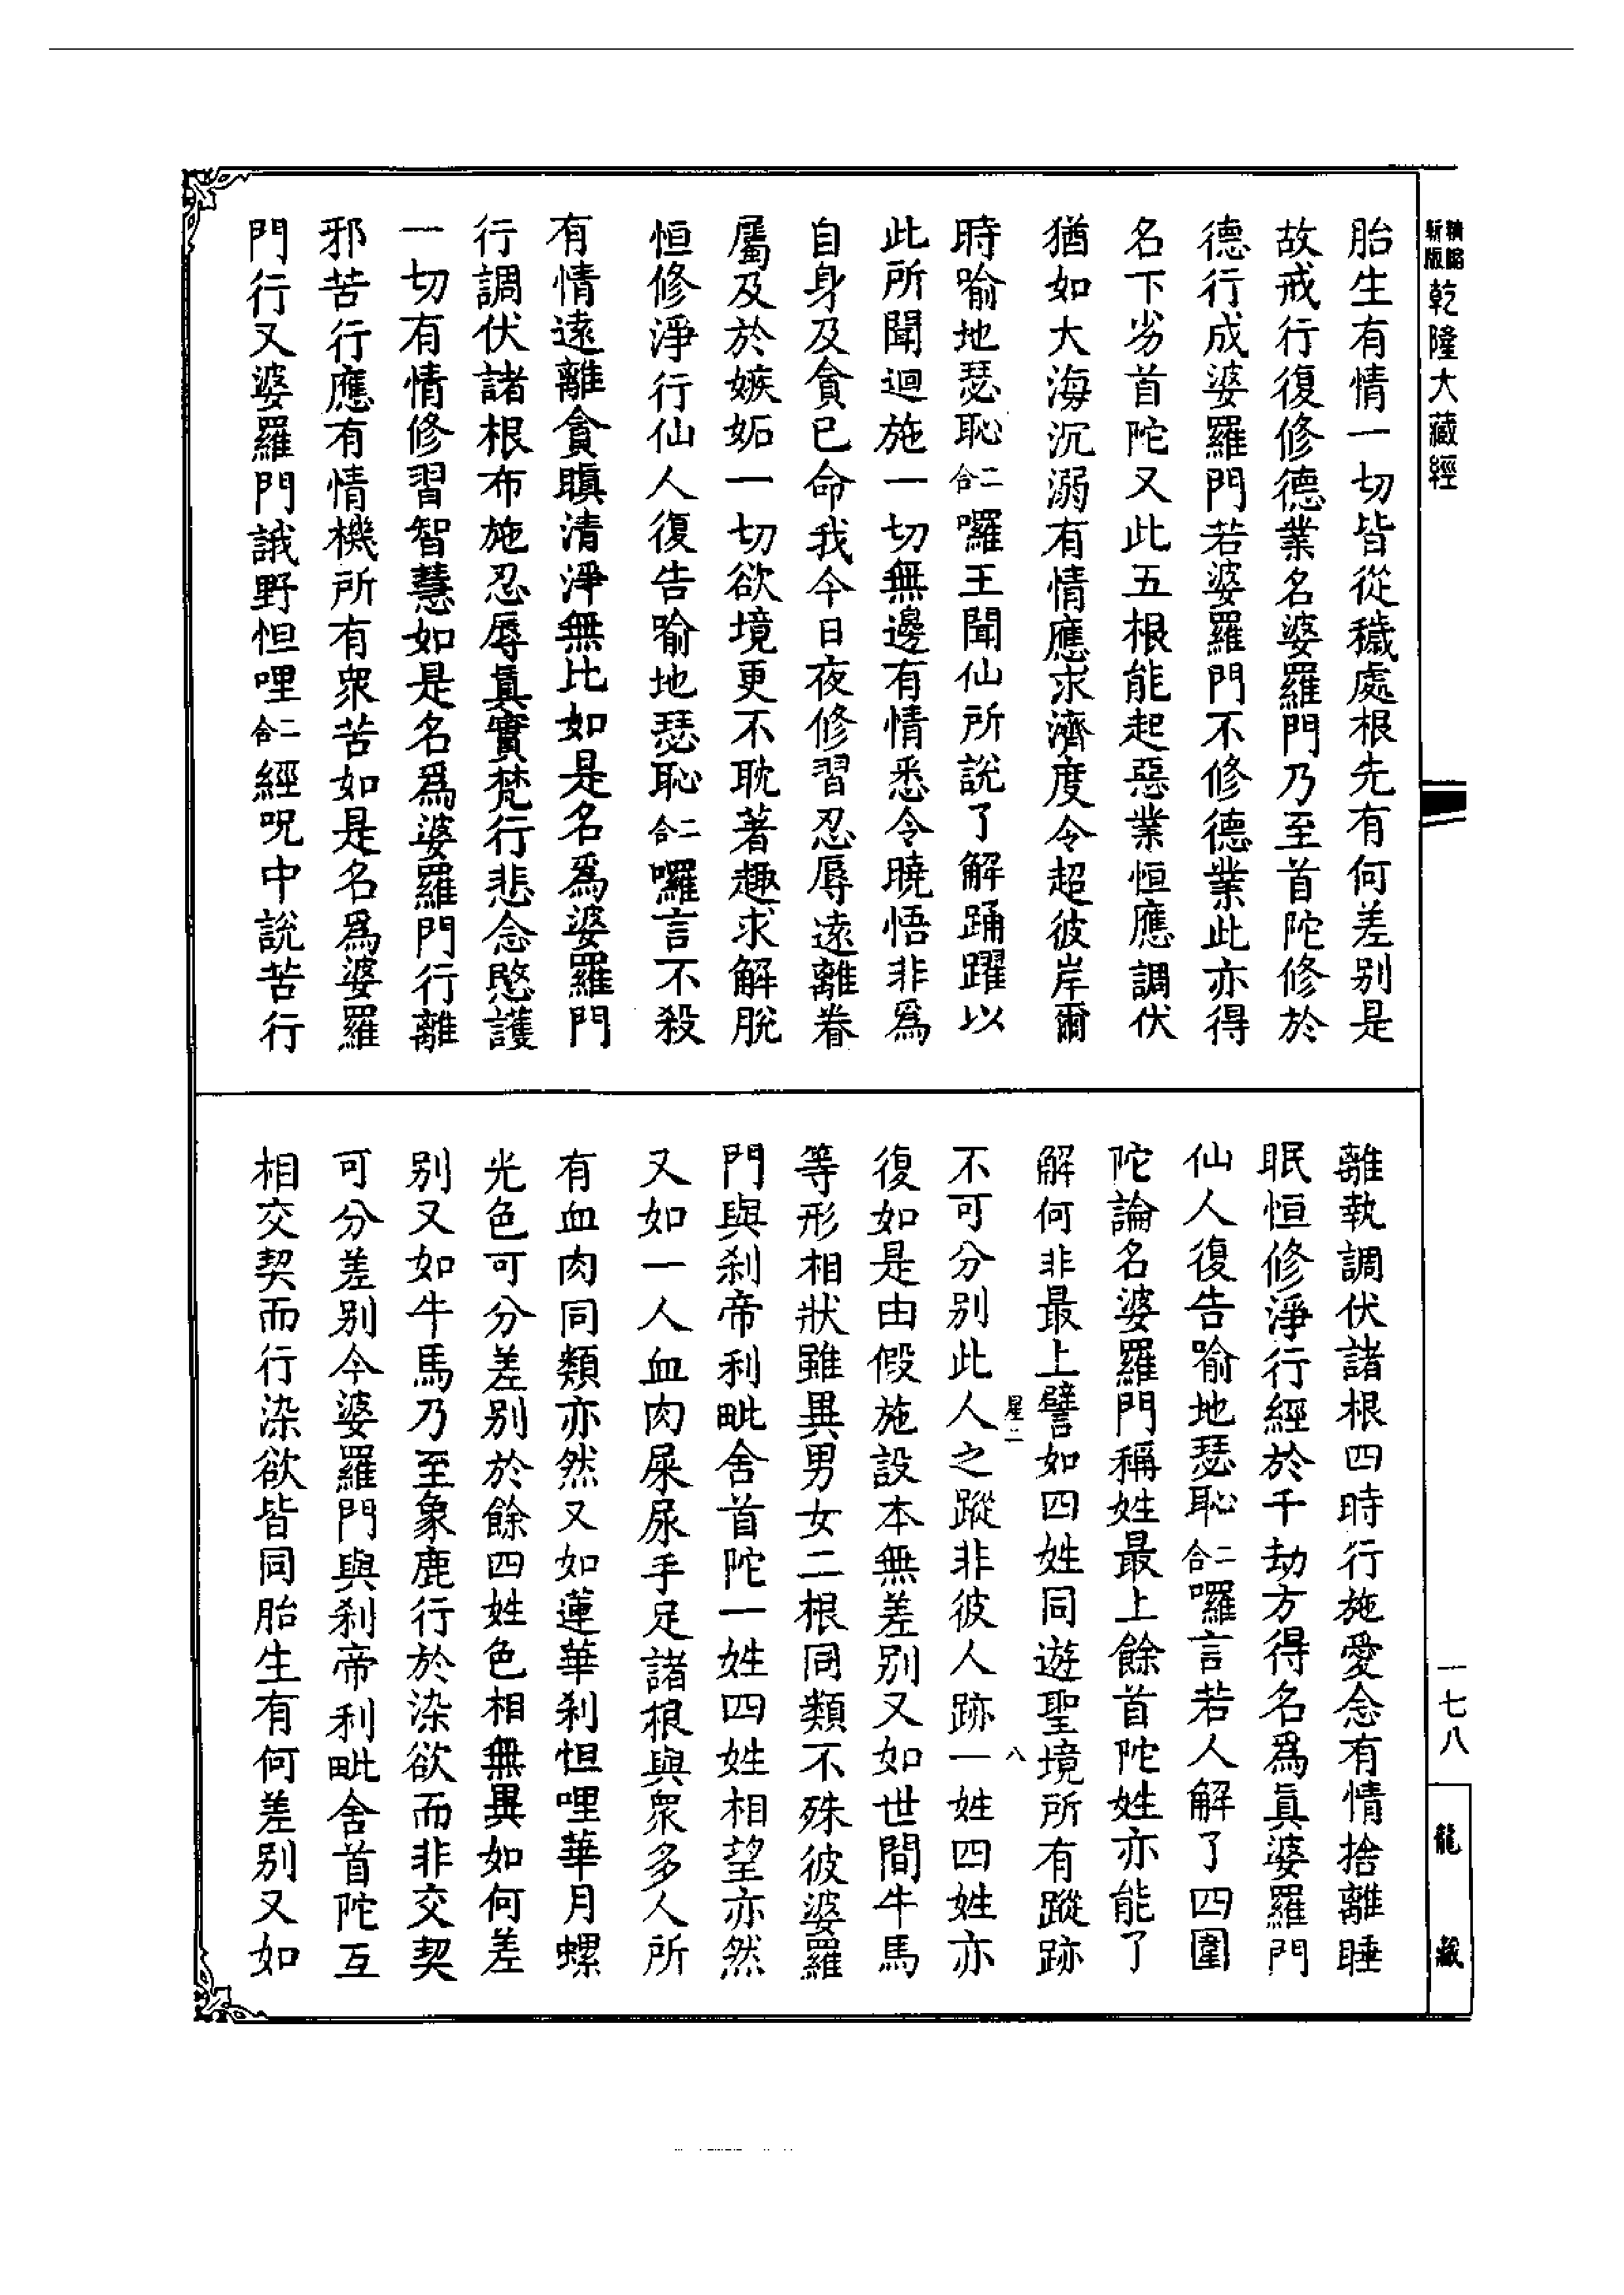 新版精縮乾隆大藏經
胎生有情一切皆從穢處根先有何差别是
故戒行復修德業名婆羅門乃至首陀修於
德行成婆羅門若婆羅門不修德業此亦得
名下劣首陀又此五根能起惡業恒應調伏
猶如大海沉溺有情應求濟度令超彼岸爾
時喻地瑟恥二合囉王聞仙所說了解踊躍以
此所聞迴施一切無邊有情悉令曉悟非爲
自身及貪已命我今日夜修習忍辱遠離眷
屬及於嫉妬一切欲境更不耽著趣求解脫
恒修淨行仙人復告喻地瑟恥二合囉言不殺
有情遠離貪瞋清淨無比如是名爲婆羅門
行調伏諸根布施忍辱眞實梵行悲念愍護
一切有情修習智慧如是名爲婆羅門行離
邪苦行應有情機所有衆苦如是名爲婆羅
門行又婆羅門誐野怛哩二合經呪中說苦行
離執調伏諸根四時行施愛念有情捨離睡
眠恒修淨行經於千劫方得名爲眞婆羅門
仙人復告喻地瑟恥二合囉言若人解了四圍
陀論名婆羅門稱姓最上餘首陀姓亦能了
解何非最上譬如四姓同遊聖境所有蹤跡
星二
八
不可分别此人之蹤非彼人跡一姓四姓亦
復如是由假施設本無差别又如世間牛馬
等形相狀雖異男女二根同類不殊彼婆羅
門與刹帝利毗舍首陀一姓四姓相望亦然
又如一人血肉屎尿手足諸根與衆多人所
有血肉同類亦然又如蓮華刹怛哩華月螺
光色可分差别於餘四姓色相無異如何差
别又如牛馬乃至象鹿行於染欲而非交契
可分差别今婆羅門與刹帝利毗舍首陀互
相交契而行染欲皆同胎生有何差别又如
一七八
龍藏